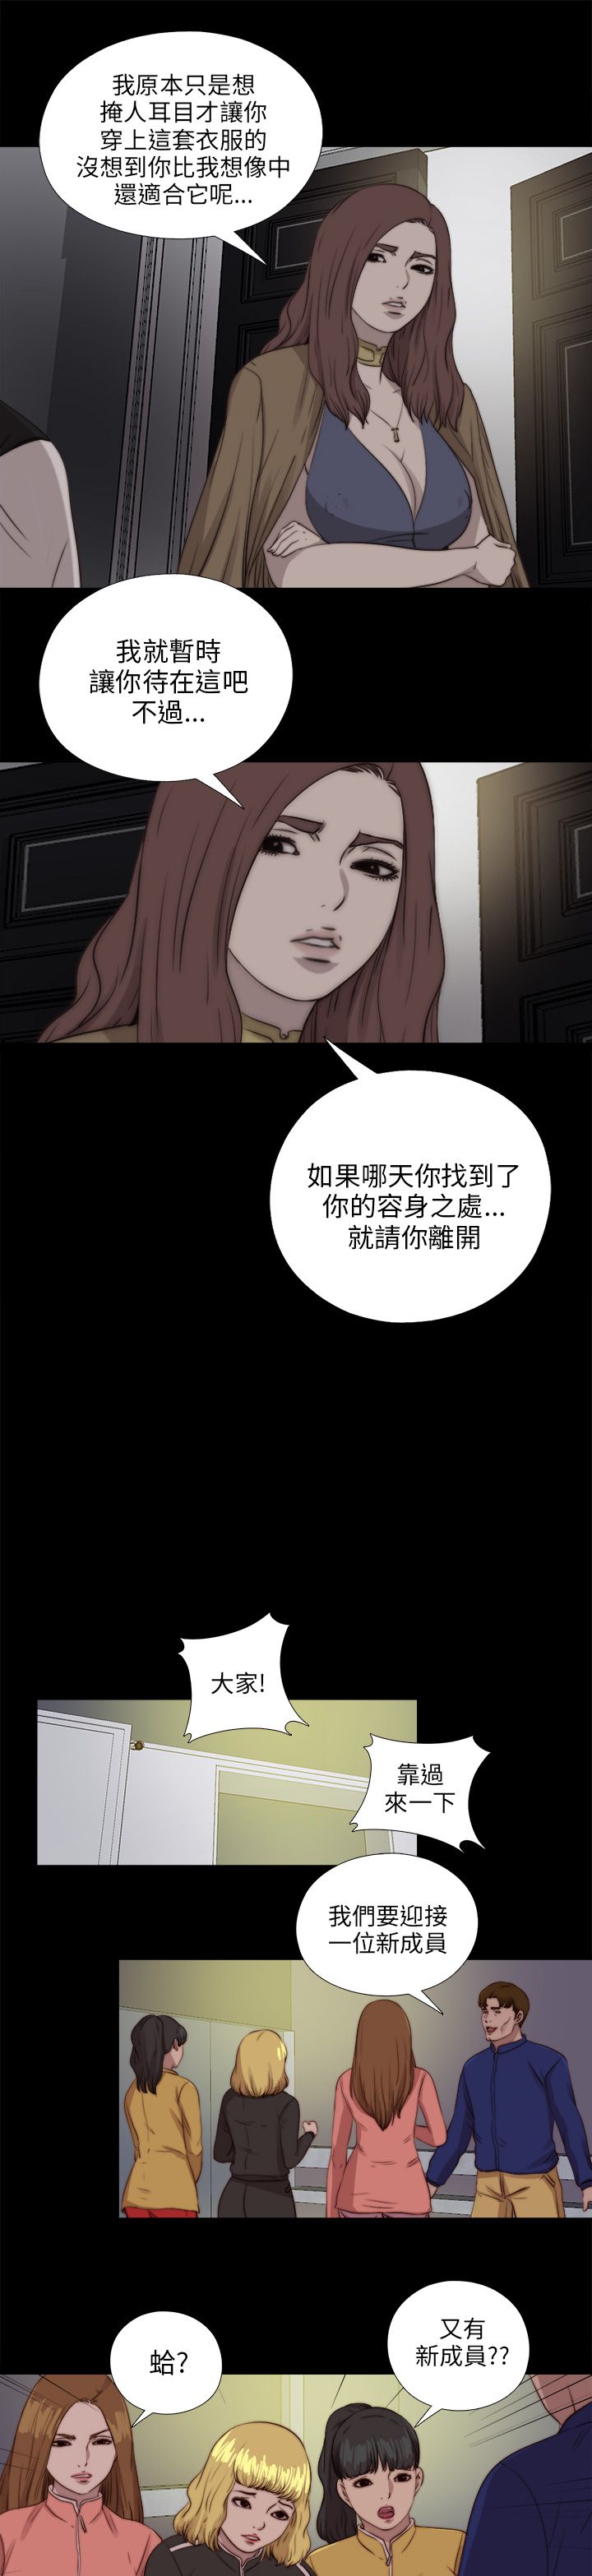 我原本只是想
掩人耳目才讓你
穿上這套衣服的
沒想到你比我想像中
還適合它呢...
我就暫時
讓你待在這吧
不過...
如果哪天你找到了
你的容身之處...
就請你離開
大家!
靠過
來一下
我們要迎接
一位新成員
又有
新成員??
蛤?